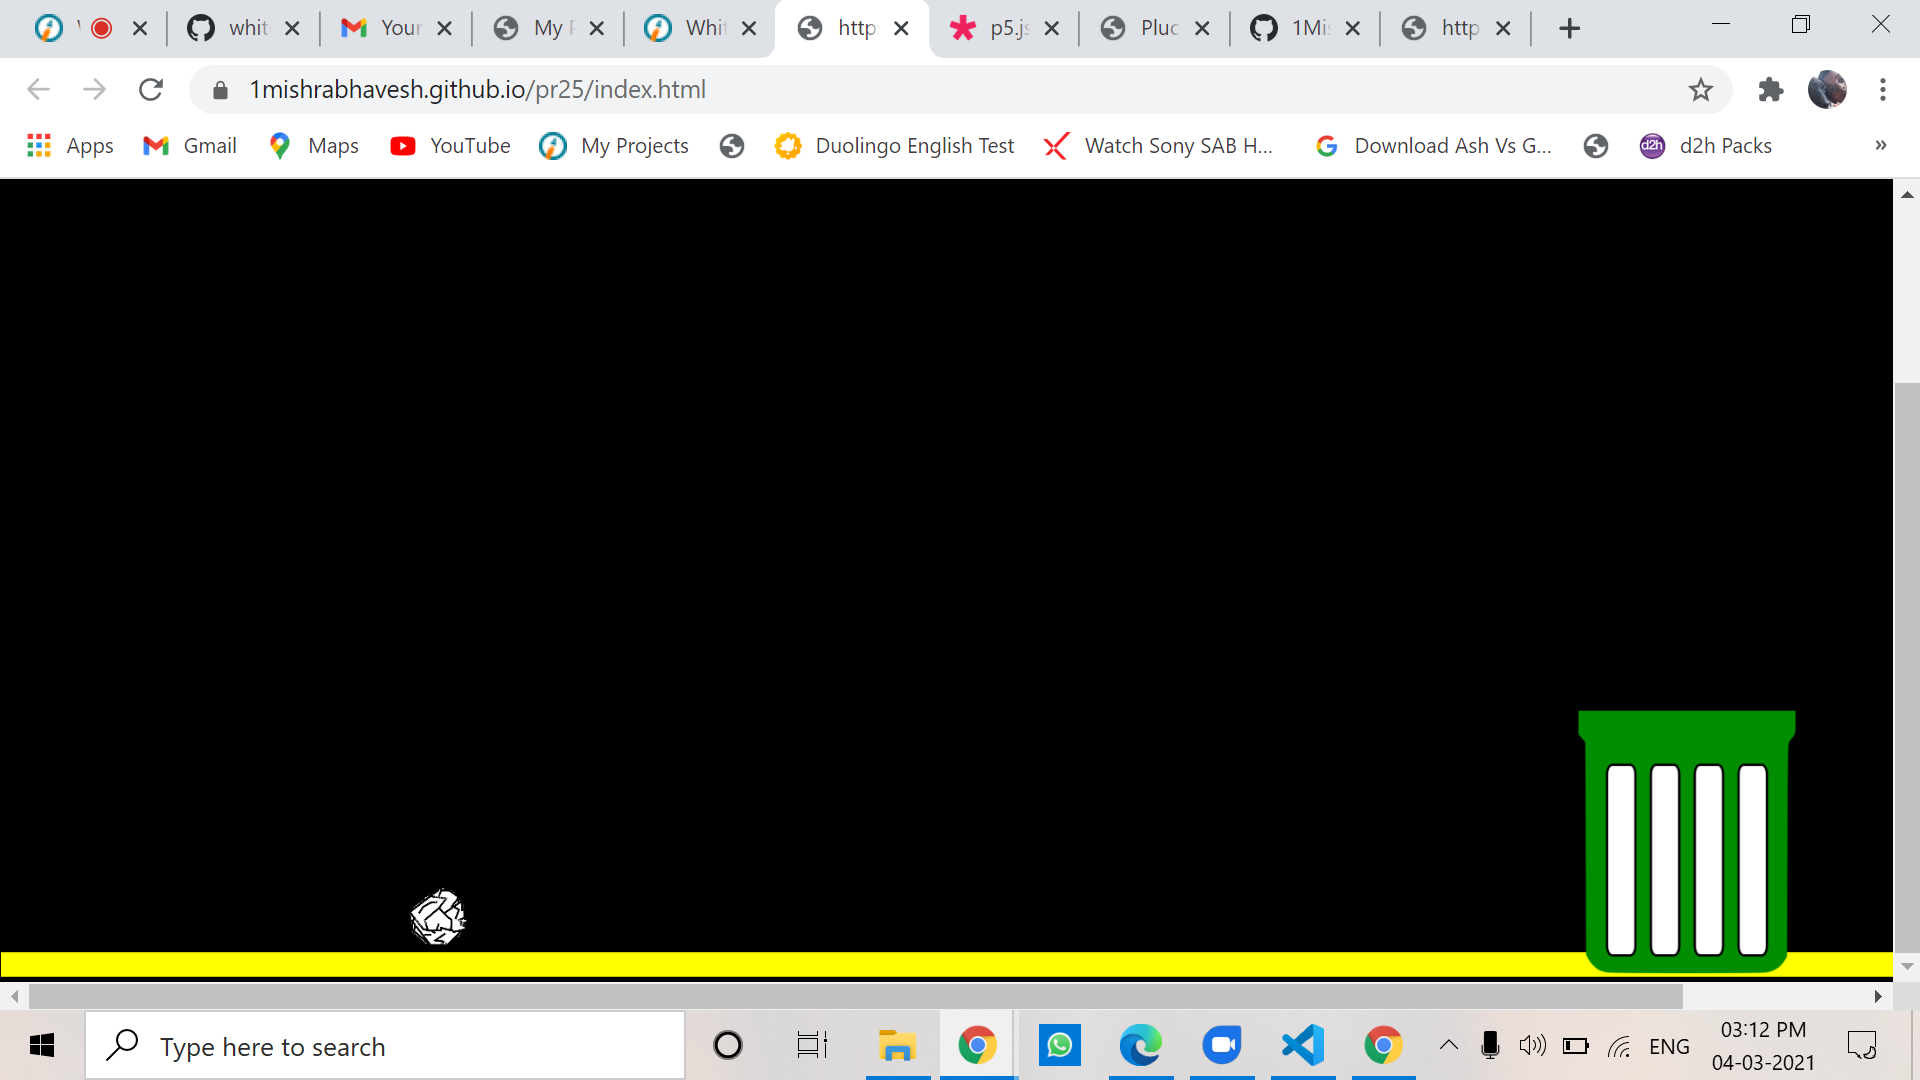 whit
Your
My
Whi
http
p5.js
Pluc
1Mis
http
1mishrabhavesh.github.io/pr25/index.html
Apps
Gmail
Maps
YouTube
My Projects
Duolingo English Test
Watch Sony SAB H...
Download Ash Vs G...
d2h
d2h Packs
»
Type here to search
ENG
03:12 PM
04-03-2021